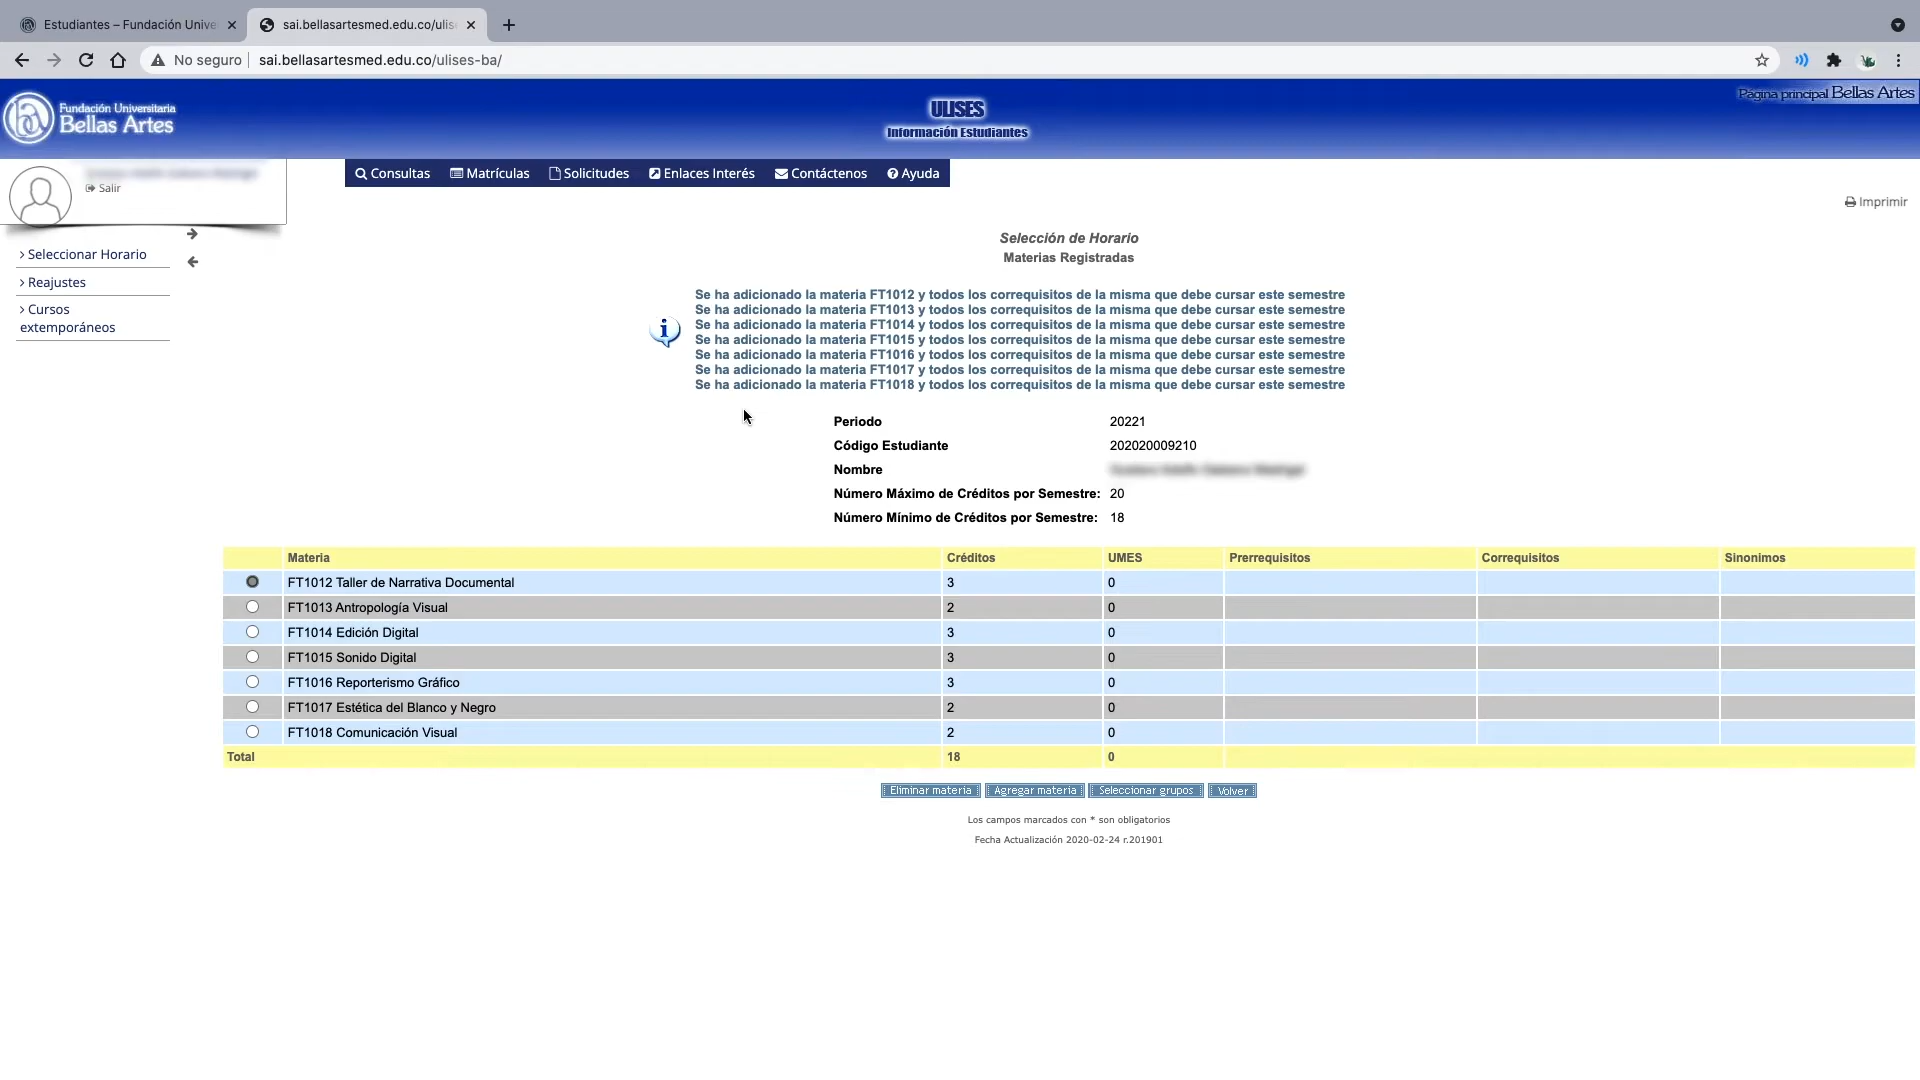 Estudiantes – Fundación Unive
sai.bellasartesmed.edu.co/ulis
No seguro
sai.bellasartesmed.edu.co/ulises-ba/
Fundación Universitaria
Bellas Artes
ULISES
Información Estudiantes
Página principal Bellas Artes
Salir
Consultas
Matrículas
Solicitudes
Enlaces Interés
Contáctenos
Ayuda
Imprimir
Seleccionar Horario
Reajustes
Cursos
extemporáneos
Selección de Horario
Materias Registradas
Se ha adicionado la materia FT1012 y todos los correquisitos de la misma que debe cursar este semestre
Se ha adicionado la materia FT1013 y todos los correquisitos de la misma que debe cursar este semestre
Se ha adicionado la materia FT1014 y todos los correquisitos de la misma que debe cursar este semestre
Se ha adicionado la materia FT1015 y todos los correquisitos de la misma que debe cursar este semestre
Se ha adicionado la materia FT1016 y todos los correquisitos de la misma que debe cursar este semestre
Se ha adicionado la materia FT1017 y todos los correquisitos de la misma que debe cursar este semestre
Se ha adicionado la materia FT1018 y todos los correquisitos de la misma que debe cursar este semestre
Periodo 20221
Código Estudiante 202020009210
Nombre
Número Máximo de Créditos por Semestre: 20
Número Mínimo de Créditos por Semestre: 18
Materia Créditos UMES Prerrequisitos Correquisitos Sinonimos
FT1012 Taller de Narrativa Documental 3 0
FT1013 Antropología Visual 2 0
FT1014 Edición Digital 3 0
FT1015 Sonido Digital 3 0
FT1016 Reporterismo Gráfico 3 0
FT1017 Estética del Blanco y Negro 2 0
FT1018 Comunicación Visual 2 0
Total 18 0
Eliminar materia Agregar materia Seleccionar grupos Volver
Los campos marcados con * son obligatorios
Fecha Actualización 2020-02-24 r.201901